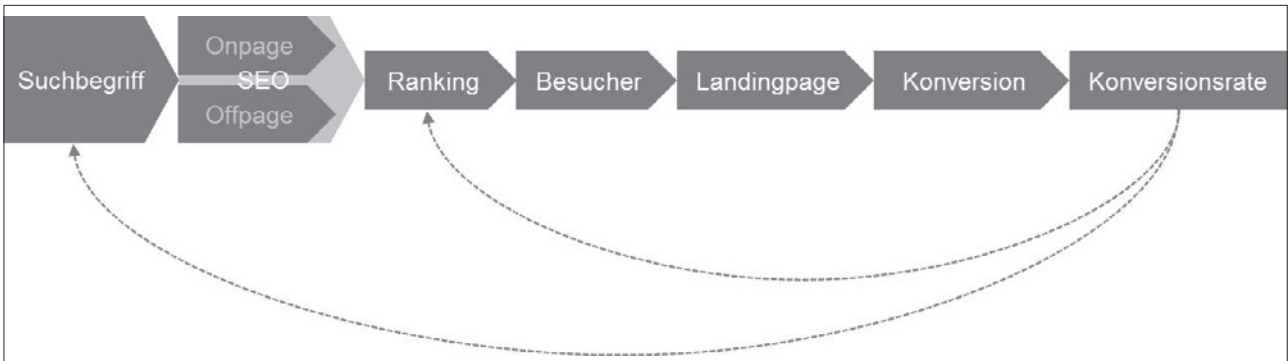 Suchbegriff
Onpage
SEO
Offpage
Ranking
Besucher
Landingpage
Konversion
Konversionsrate